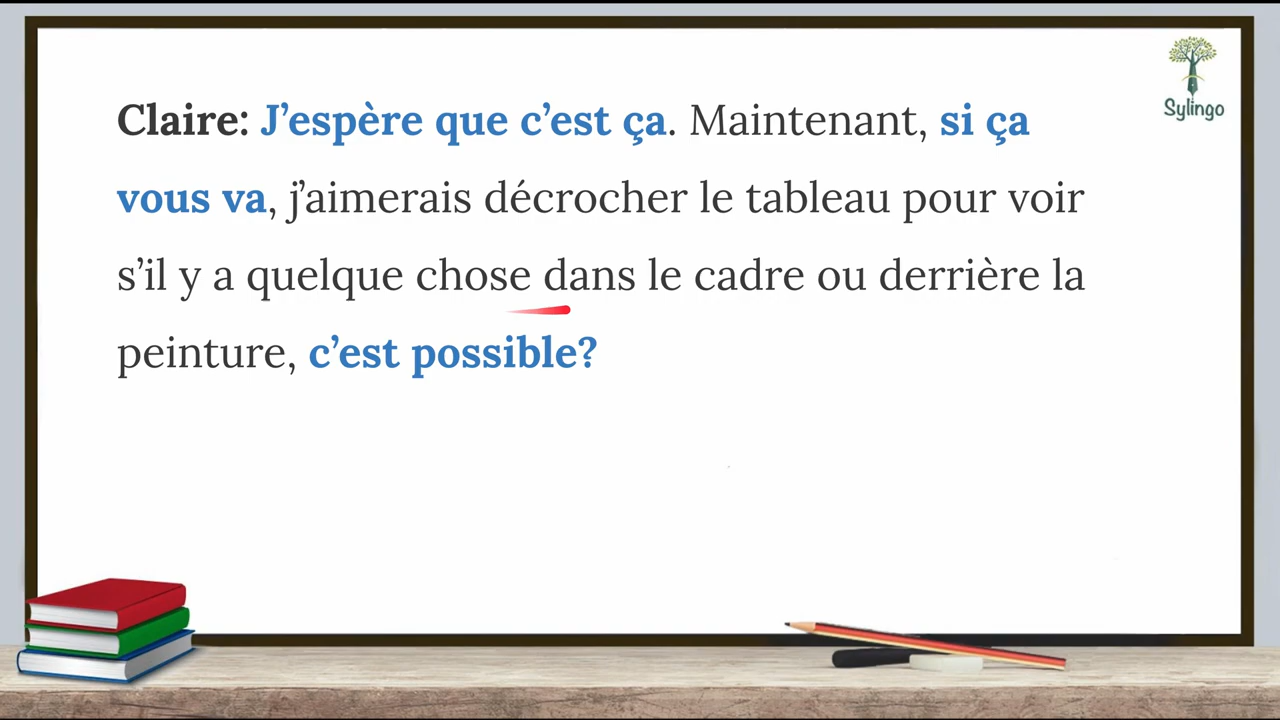 Claire: J’espère que c’est ça. Maintenant, si ça
vous va, j’aimerais décrocher le tableau pour voir
s’il y a quelque chose dans le cadre ou derrière la
peinture, c’est possible?
Sylingo